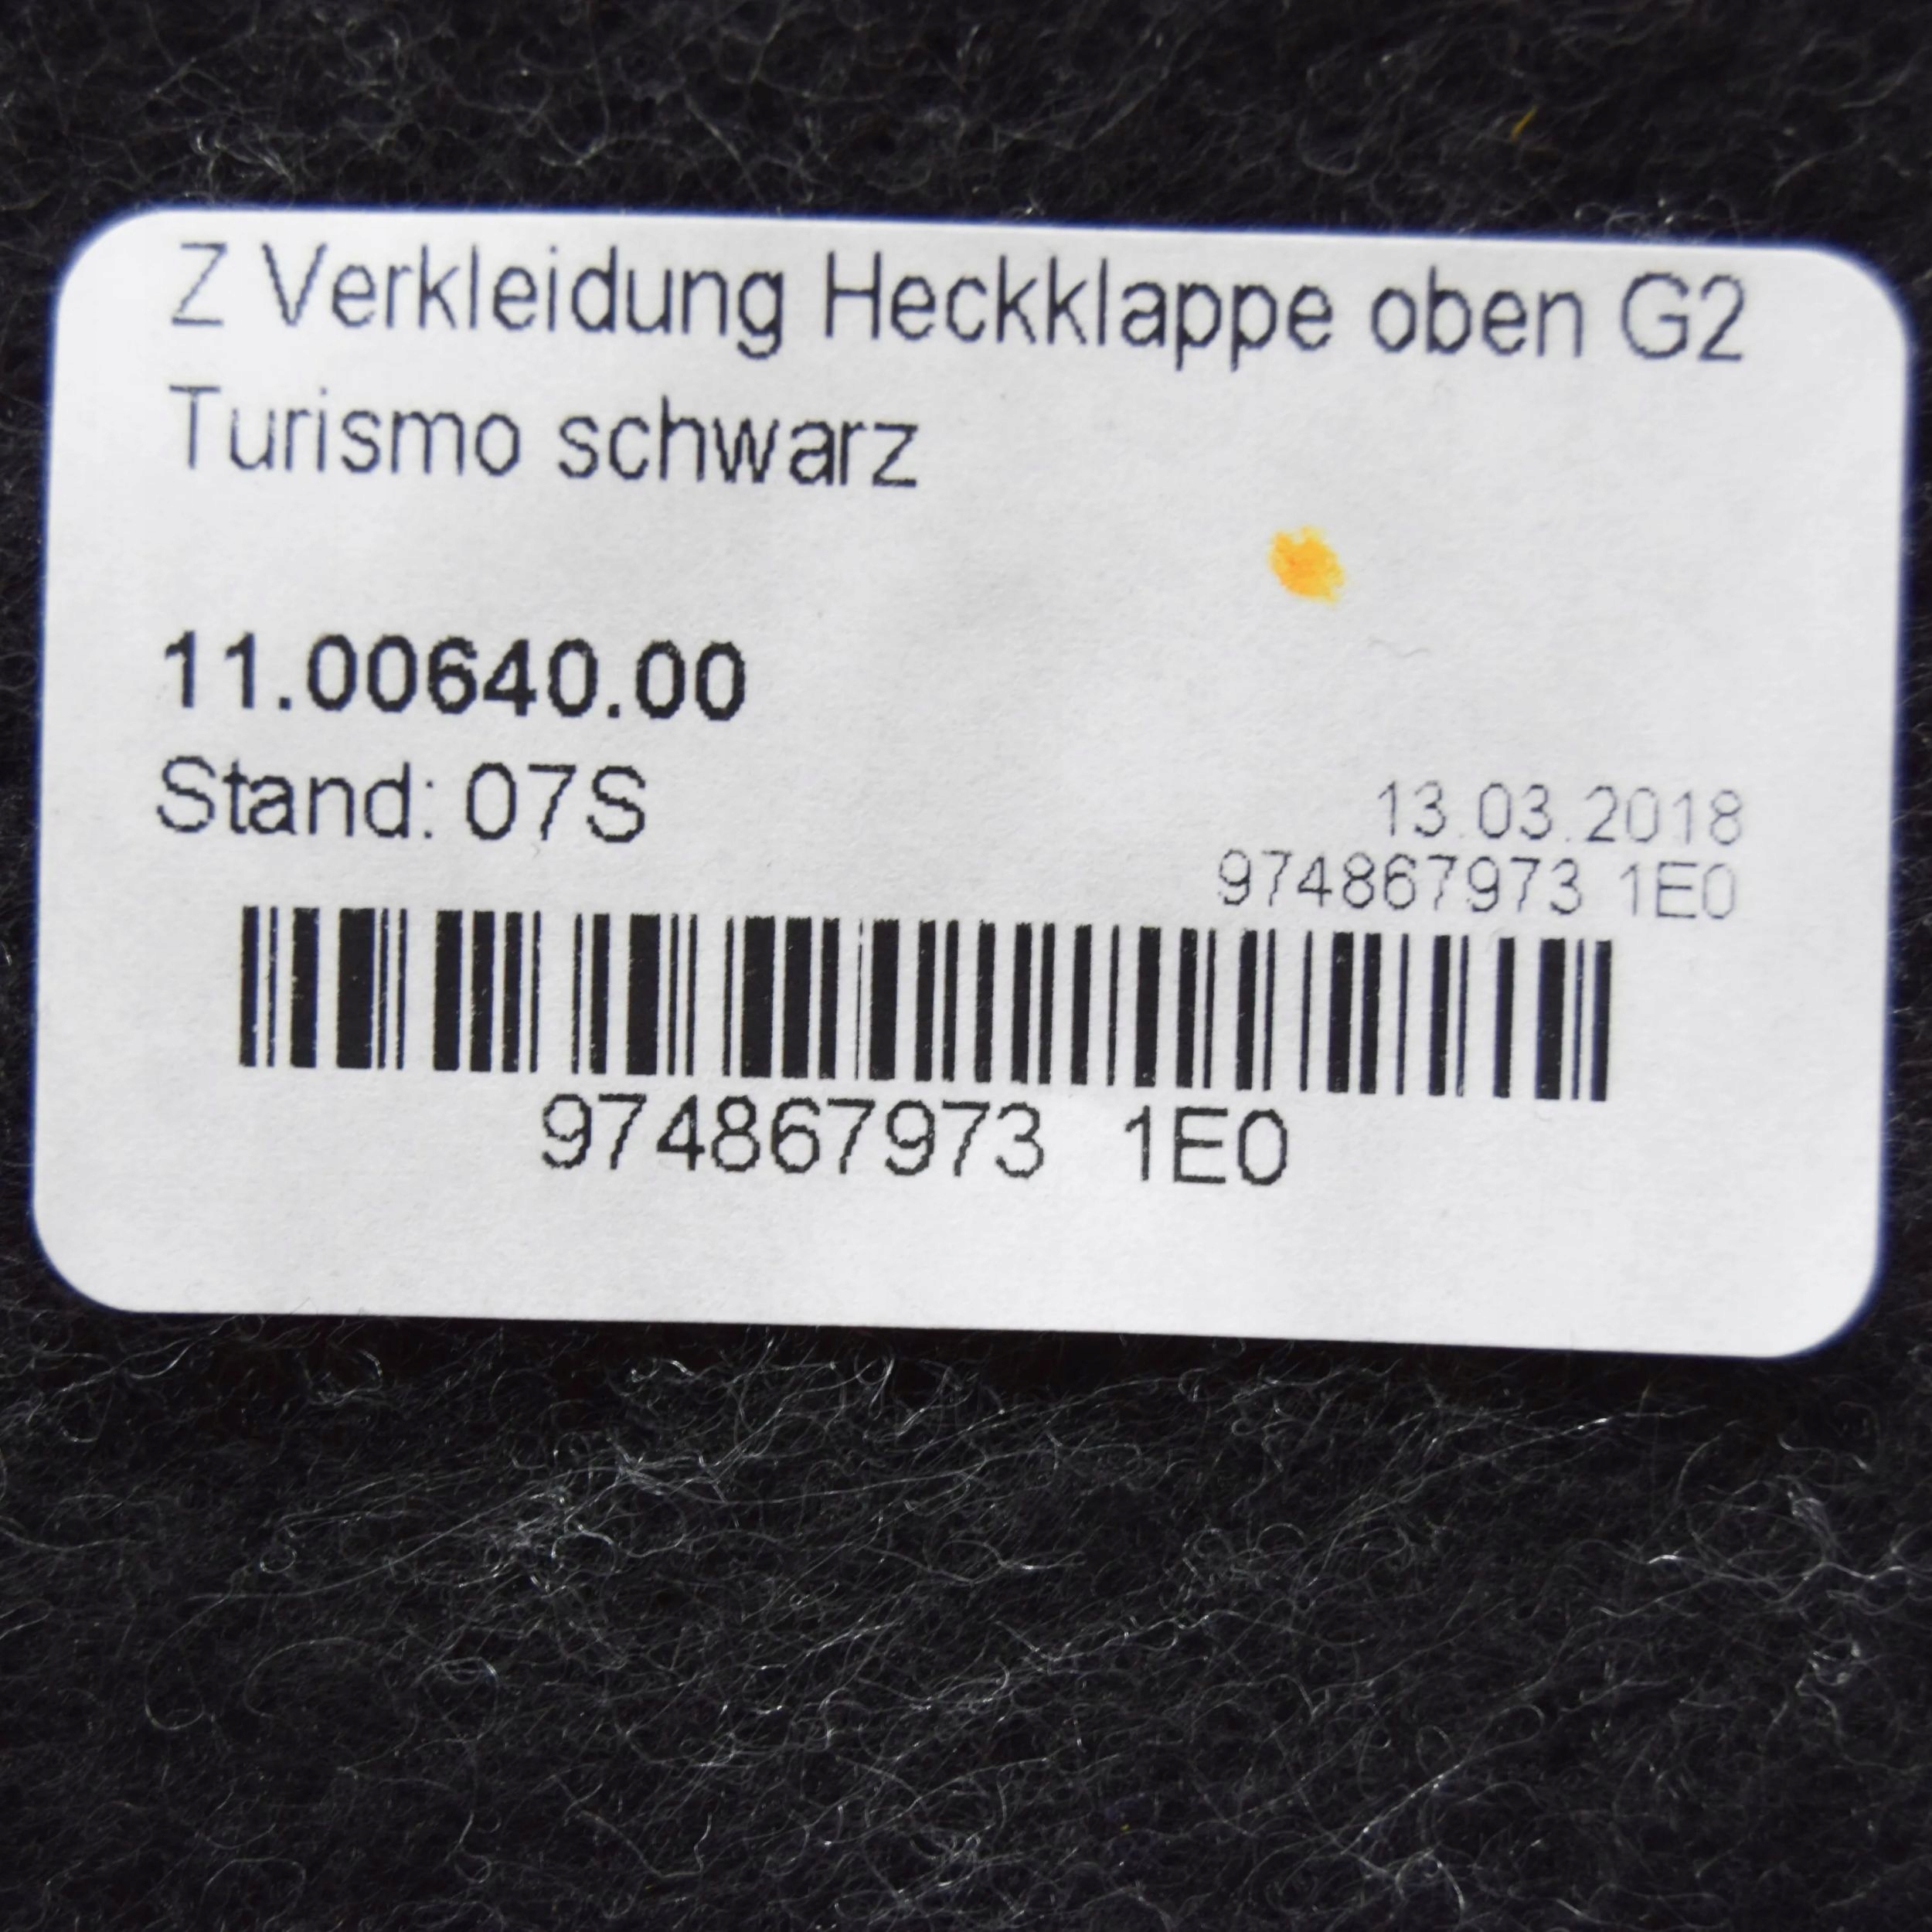 Z Verkleidung Heckklappe oben G2
Turismo schwarz
11.00640.00
Stand: 07S
13.03.2018
974867973 1E0
974867973 1E0